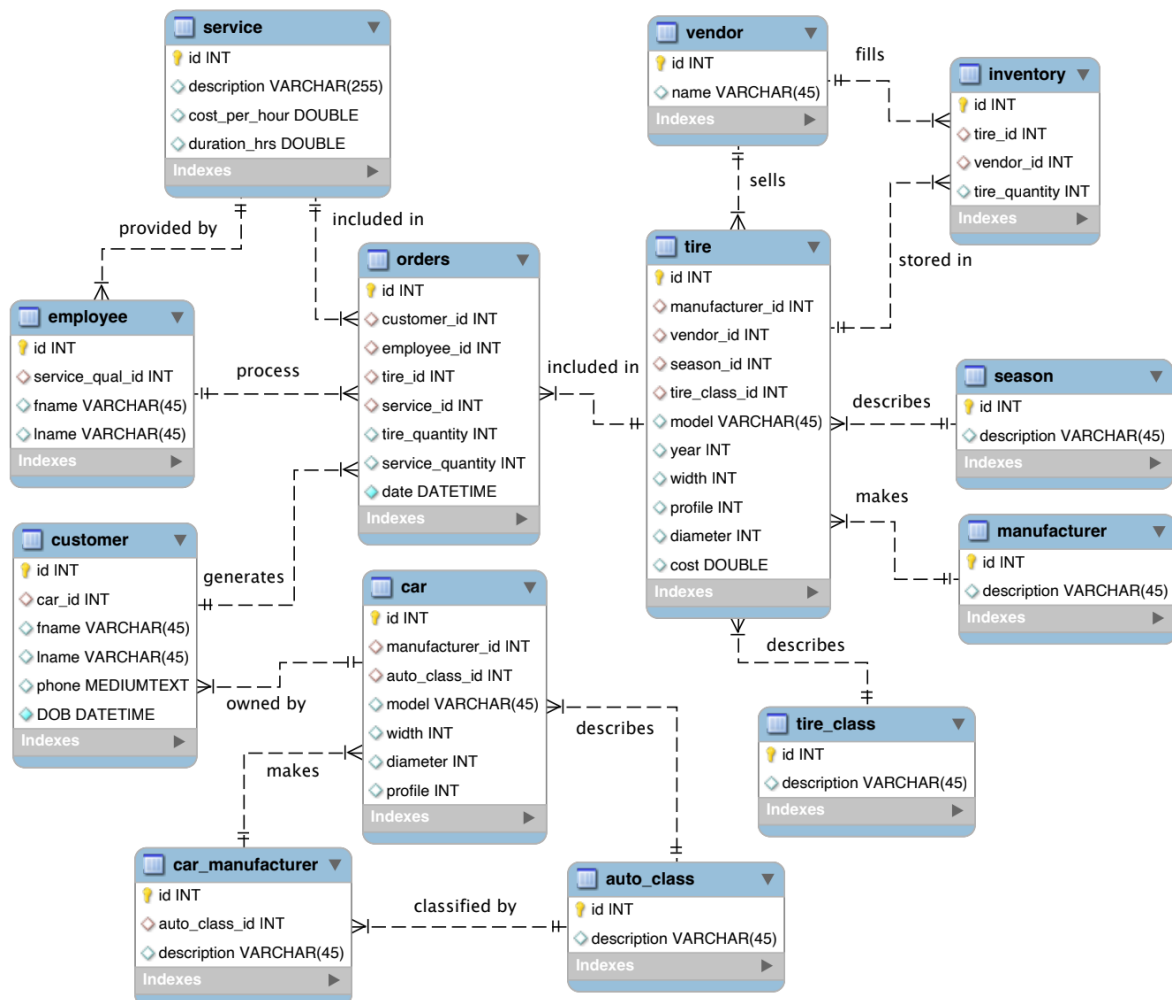 service
id INT
description VARCHAR(255)
cost_per_hour DOUBLE
duration_hrs DOUBLE
Indexes
vendor
id INT
name VARCHAR(45)
Indexes
fills
inventory
id INT
tire_id INT
vendor_id INT
tire_quantity INT
Indexes
provided by
included in
sells
stored in
employee
id INT
service_qual_id INT
fname VARCHAR(45)
lname VARCHAR(45)
Indexes
process
orders
id INT
customer_id INT
employee_id INT
tire_id INT
service_id INT
tire_quantity INT
service_quantity INT
date DATETIME
Indexes
included in
tire
id INT
manufacturer_id INT
vendor_id INT
season_id INT
tire_class_id INT
model VARCHAR(45)
year INT
width INT
profile INT
diameter INT
cost DOUBLE
Indexes
describes
season
id INT
description VARCHAR(45)
Indexes
makes
manufacturer
id INT
description VARCHAR(45)
Indexes
customer
id INT
car_id INT
fname VARCHAR(45)
lname VARCHAR(45)
phone MEDIUMTEXT
DOB DATETIME
Indexes
generates
owned by
car
id INT
manufacturer_id INT
auto_class_id INT
model VARCHAR(45)
width INT
diameter INT
profile INT
Indexes
describes
describes
tire_class
id INT
description VARCHAR(45)
Indexes
makes
car_manufacturer
id INT
auto_class_id INT
description VARCHAR(45)
Indexes
classified by
auto_class
id INT
description VARCHAR(45)
Indexes